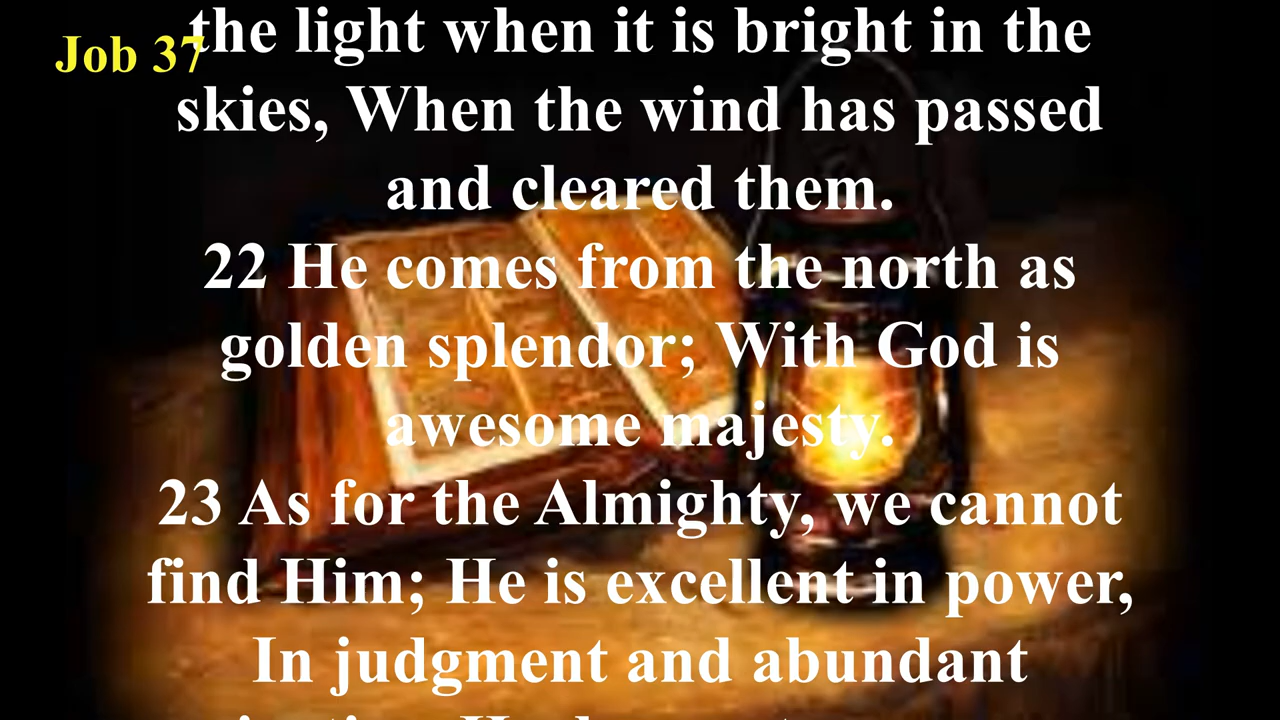 Job 37
the light when it is bright in the
skies, When the wind has passed
and cleared them.
22 He comes from the north as
golden splendor; With God is
awesome majesty.
23 As for the Almighty, we cannot
find Him; He is excellent in power,
In judgment and abundant